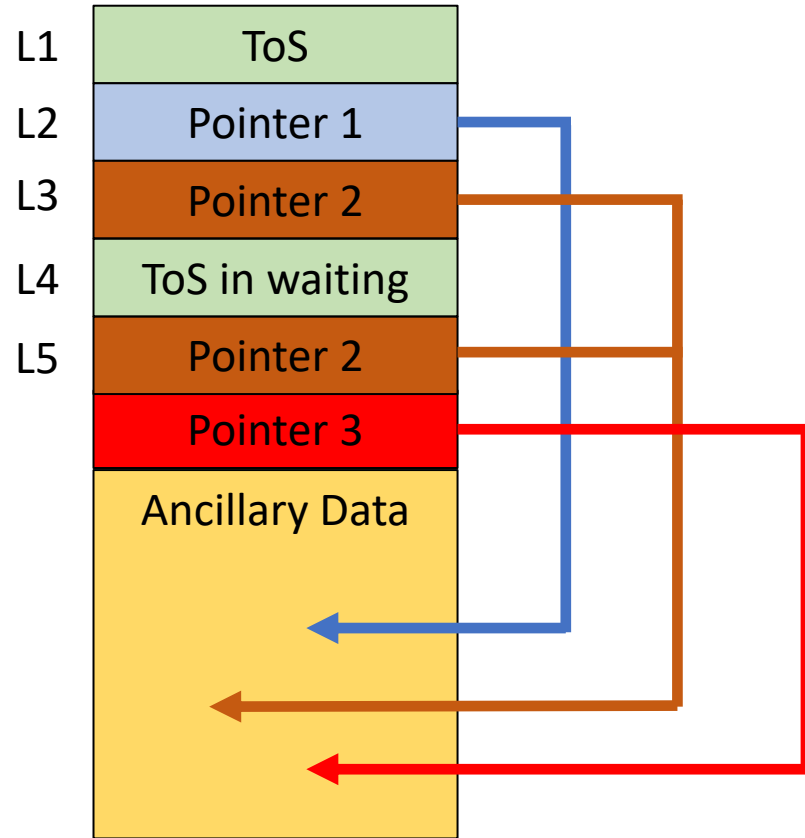 L1 ToS
L2 Pointer 1
L3 Pointer 2
L4 ToS in waiting
L5 Pointer 2
Pointer 3
Ancillary Data